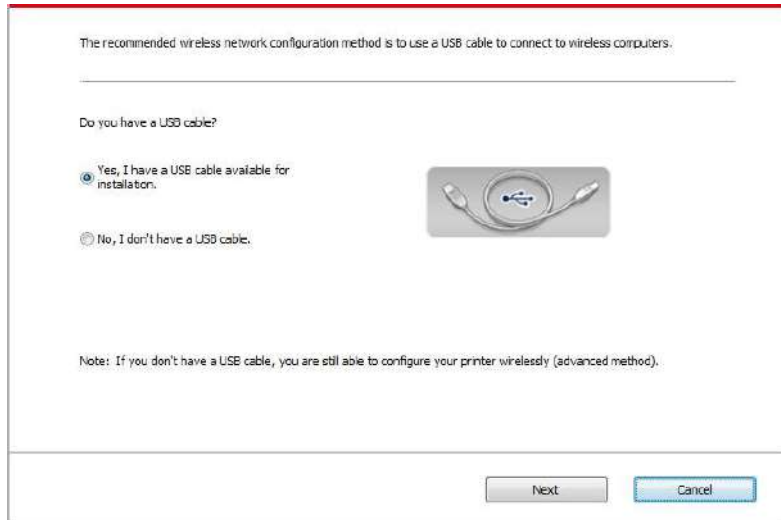 The recommended wireless network configuration method is to use a USB cable to connect to wireless computers.
Do you have a USB cable?
Yes, I have a USB cable available for
installation.
No, I don't have a USB cable.
Note: If you don't have a USB cable, you are still able to configure your printer wirelessly (advanced method).
Next
Cancel